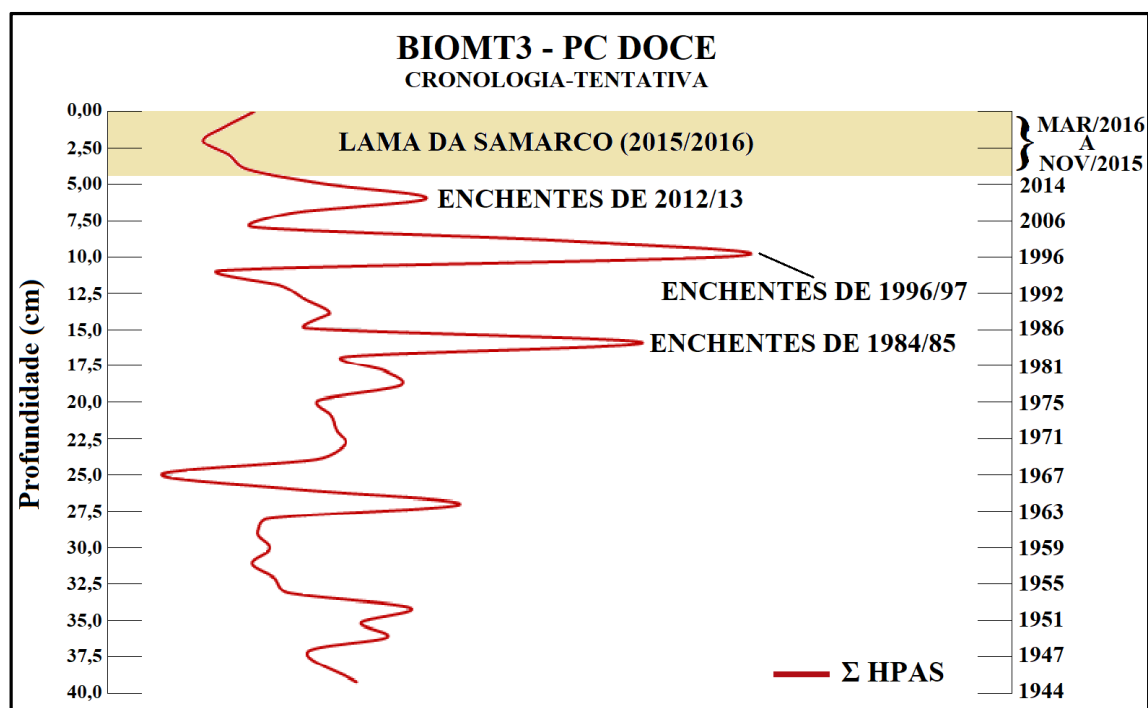 BIOMT3 - PC DOCE
CRONOLOGIA-TENTATIVA
Profundidade (cm)
0,00
2,50
5,00
7,50
10,0
12,5
15,0
17,5
20,0
22,5
25,0
27,5
30,0
32,5
35,0
37,5
40,0
LAMA DA SAMARCO (2015/2016)
ENCHENTES DE 2012/13
ENCHENTES DE 1996/97
ENCHENTES DE 1984/85
Σ HPAS
MAR/2016
A
NOV/2015
2014
2006
1996
1992
1986
1981
1975
1971
1967
1963
1959
1955
1951
1947
1944